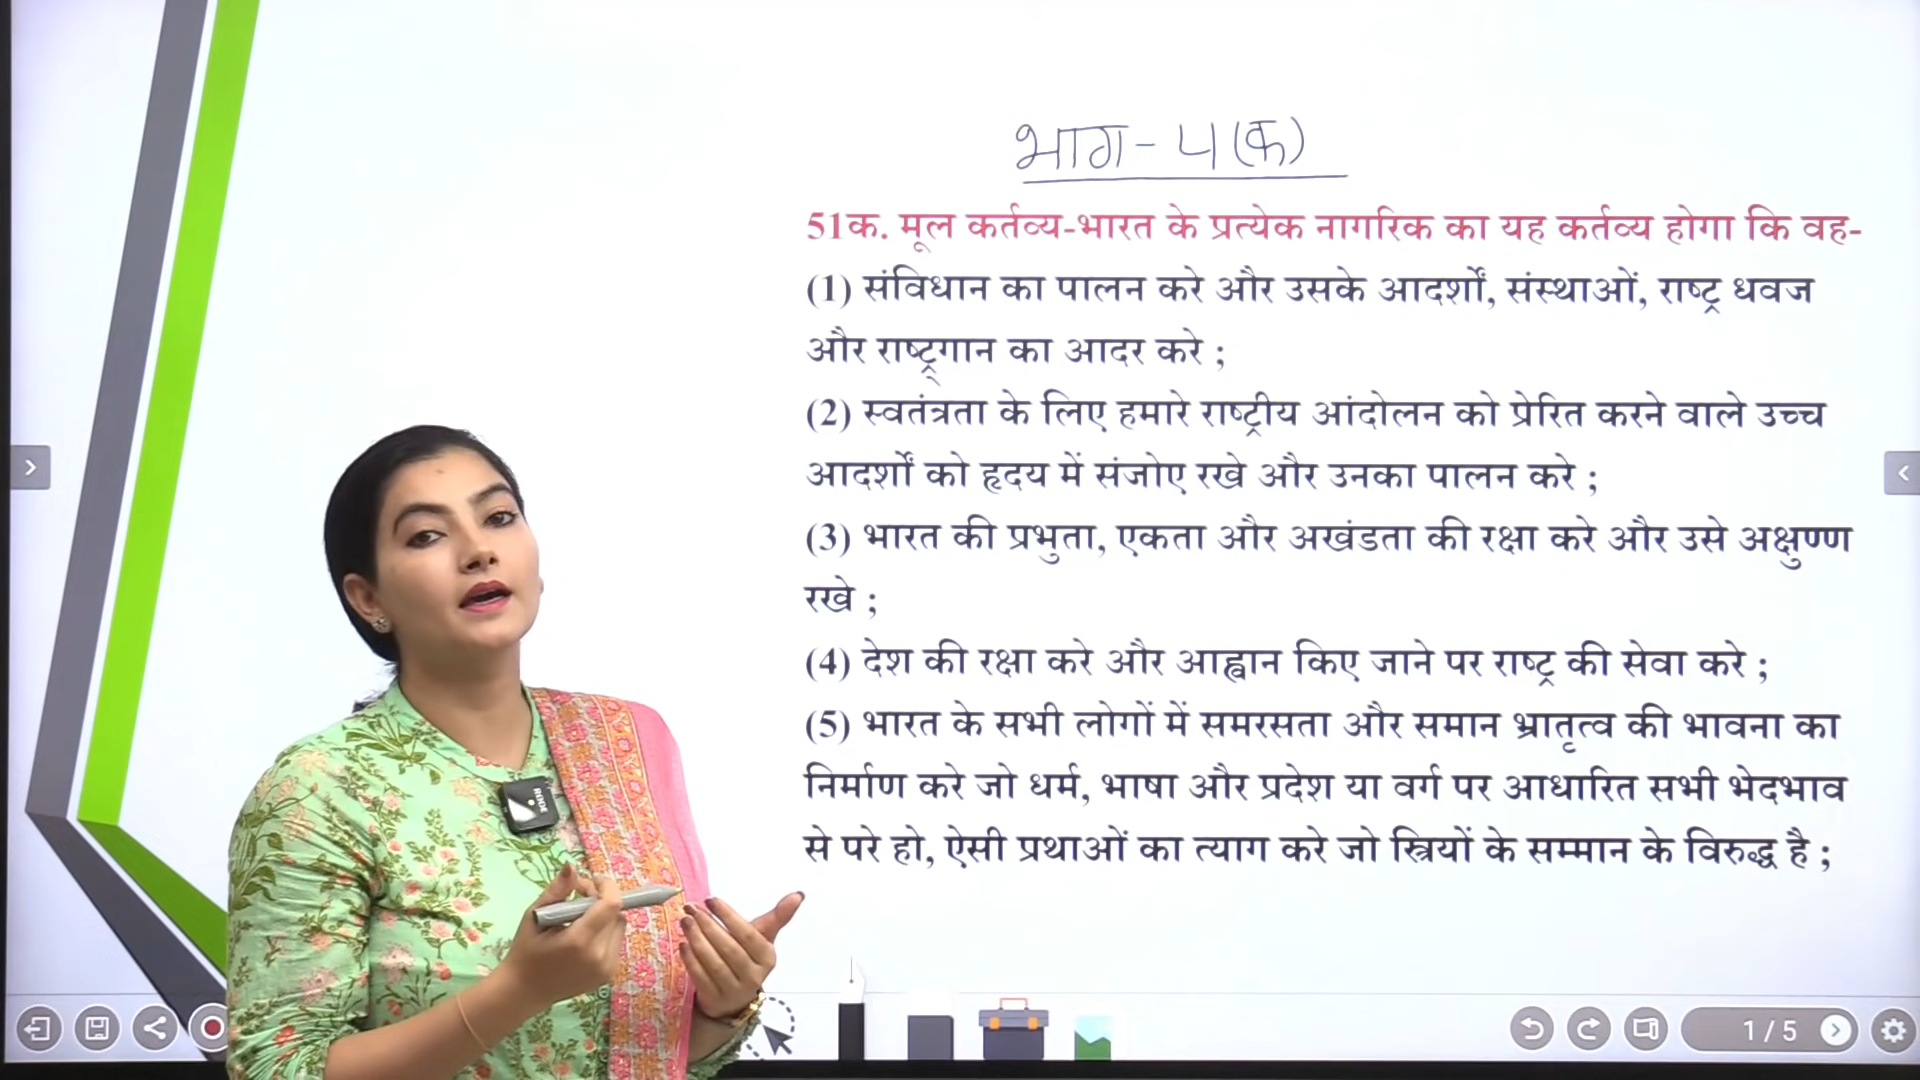 भाग - 4 (क)
51क. मूल कर्तव्य-भारत के प्रत्येक नागरिक का यह कर्तव्य होगा कि वह-
(1) संविधान का पालन करे और उसके आदर्शों, संस्थाओं, राष्ट्र धवज
और राष्ट्रगान का आदर करे ;
(2) स्वतंत्रता के लिए हमारे राष्ट्रीय आंदोलन को प्रेरित करने वाले उच्च
आदर्शों को हृदय में संजोए रखे और उनका पालन करे ;
(3) भारत की प्रभुता, एकता और अखंडता की रक्षा करे और उसे अक्षुण्ण
रखे ;
(4) देश की रक्षा करे और आह्वान किए जाने पर राष्ट्र की सेवा करे ;
(5) भारत के सभी लोगों में समरसता और समान भ्रातृत्व की भावना का
निर्माण करे जो धर्म, भाषा और प्रदेश या वर्ग पर आधारित सभी भेदभाव
से परे हो, ऐसी प्रथाओं का त्याग करे जो स्त्रियों के सम्मान के विरुद्ध है ;
RODE
1 / 5